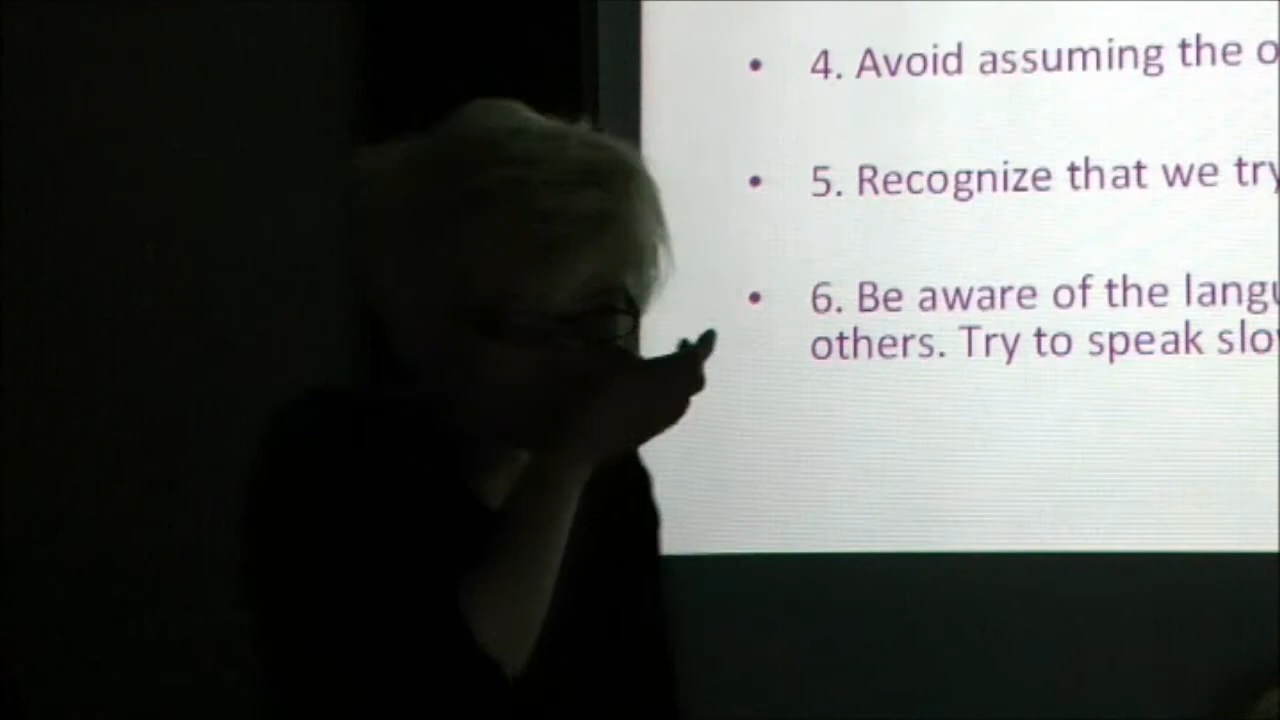 • 4. Avoid assuming the o
• 5. Recognize that we try
• 6. Be aware of the langu
others. Try to speak slo